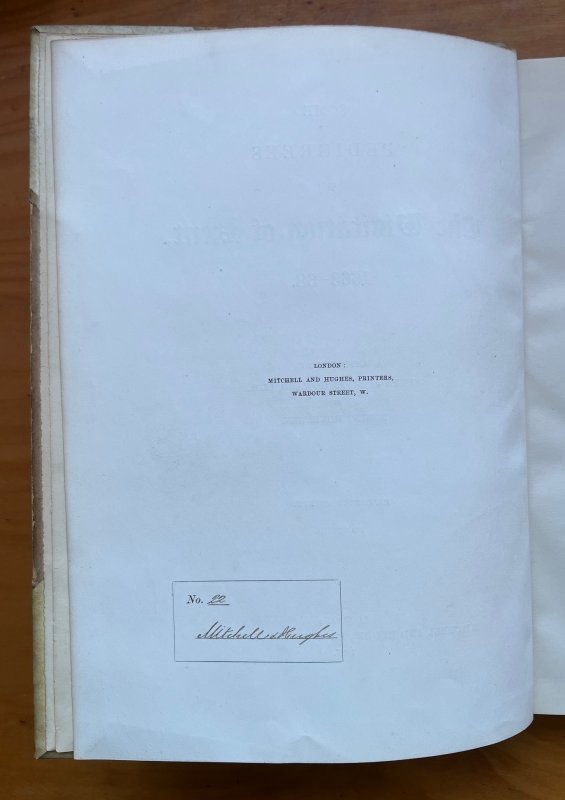 LONDON:
MITCHELL AND HUGHES, PRINTERS,
WARDOUR STREET, W.
No. 22
Mitchell & Hughes